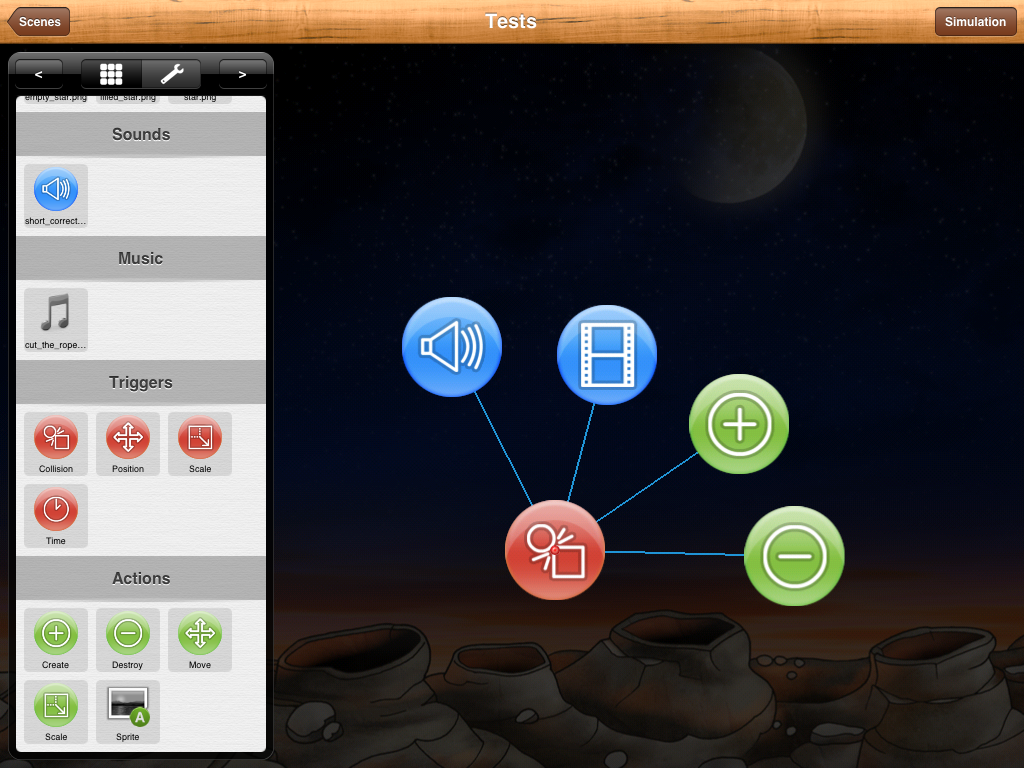 Scenes
Tests
Simulation
<
>
empty_star.png filled_star.png star.png
Sounds
short_correct...
Music
cut_the_rope...
Triggers
Collision Position Scale
Time
Actions
Create Destroy Move
Scale Sprite
A